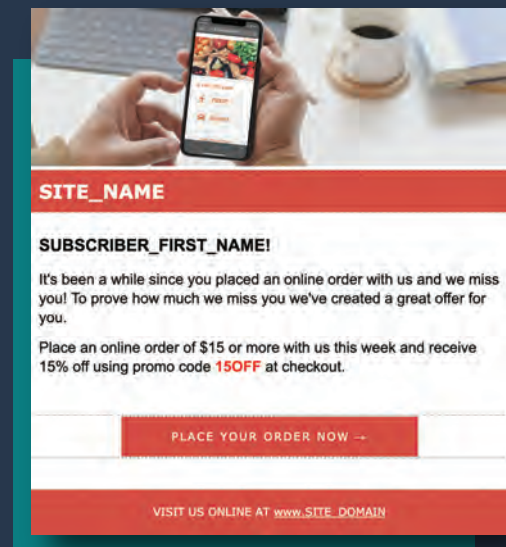 SITE_NAME
SUBSCRIBER_FIRST_NAME!
It's been a while since you placed an online order with us and we miss
you! To prove how much we miss you we've created a great offer for
you.
Place an online order of $15 or more with us this week and receive
15% off using promo code 15OFF at checkout.
PLACE YOUR ORDER NOW →
VISIT US ONLINE AT www.SITE_DOMAIN